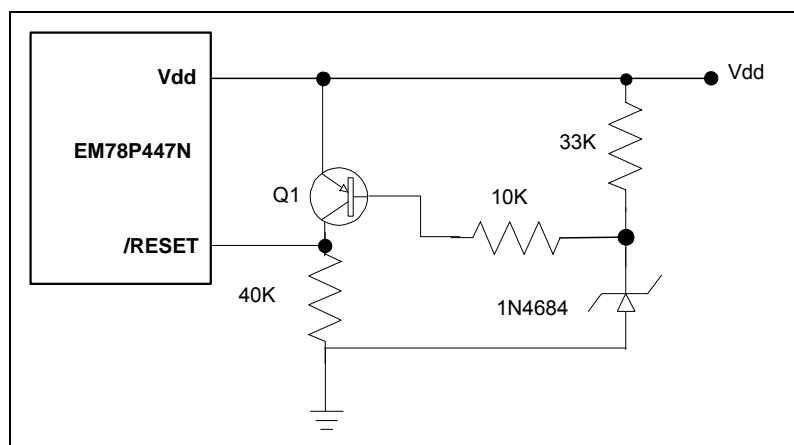 Vdd
Vdd
EM78P447N
33K
Q1
10K
/RESET
40K
1N4684